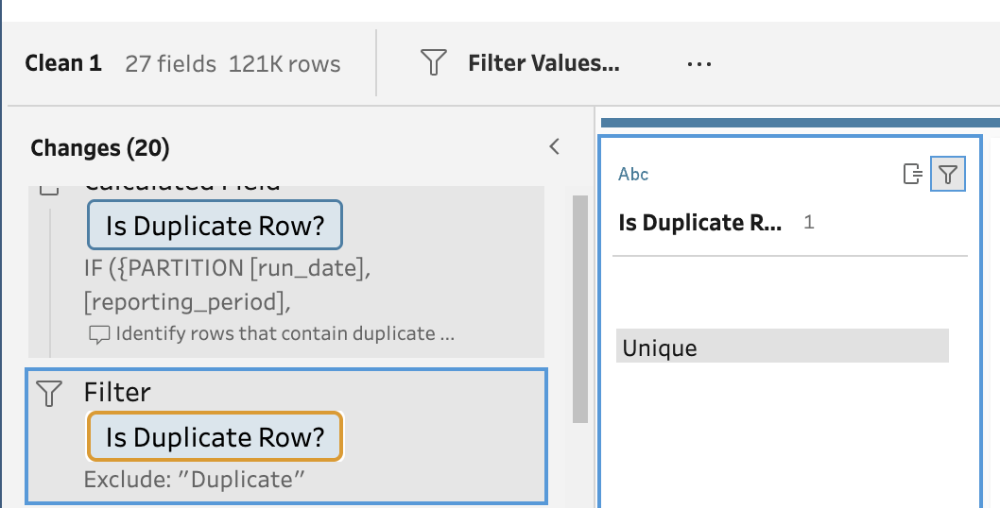 Clean 1 27 fields 121K rows Filter Values... ...
Changes (20)
Calculated Field
Is Duplicate Row?
IF ({PARTITION [run_date],
[reporting_period],
Identify rows that contain duplicate ...
Filter
Is Duplicate Row?
Exclude: ”Duplicate”
Abc
Is Duplicate R... 1
Unique